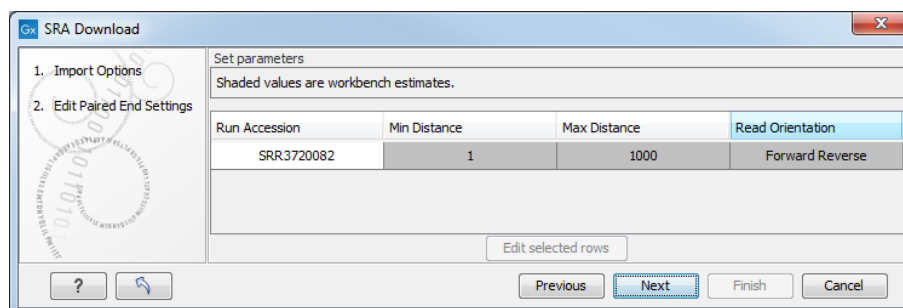 Gx SRA Download
1. Import Options
2. Edit Paired End Settings
Set parameters
Shaded values are workbench estimates.
Run Accession Min Distance Max Distance Read Orientation
SRR3720082 1 1000 Forward Reverse
Edit selected rows
? Previous Next Finish Cancel